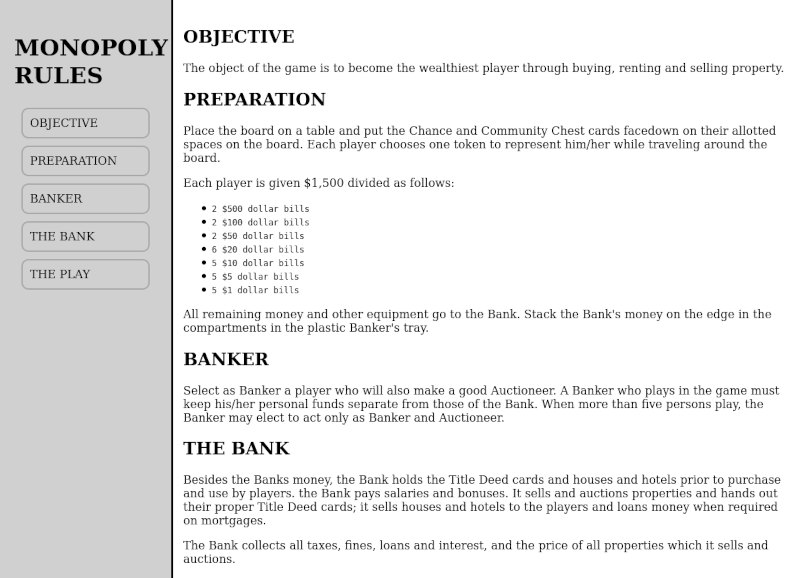 MONOPOLY
RULES
OBJECTIVE
PREPARATION
BANKER
THE BANK
THE PLAY
OBJECTIVE
The object of the game is to become the wealthiest player through buying, renting and selling property.
PREPARATION
Place the board on a table and put the Chance and Community Chest cards facedown on their allotted
spaces on the board. Each player chooses one token to represent him/her while traveling around the
board.
Each player is given $1,500 divided as follows:
2 $500 dollar bills
2 $100 dollar bills
2 $50 dollar bills
6 $20 dollar bills
5 $10 dollar bills
5 $5 dollar bills
5 $1 dollar bills
All remaining money and other equipment go to the Bank. Stack the Bank's money on the edge in the
compartments in the plastic Banker's tray.
BANKER
Select as Banker a player who will also make a good Auctioneer. A Banker who plays in the game must
keep his/her personal funds separate from those of the Bank. When more than five persons play, the
Banker may elect to act only as Banker and Auctioneer.
THE BANK
Besides the Banks money, the Bank holds the Title Deed cards and houses and hotels prior to purchase
and use by players. the Bank pays salaries and bonuses. It sells and auctions properties and hands out
their proper Title Deed cards; it sells houses and hotels to the players and loans money when required
on mortgages.
The Bank collects all taxes, fines, loans and interest, and the price of all properties which it sells and
auctions.